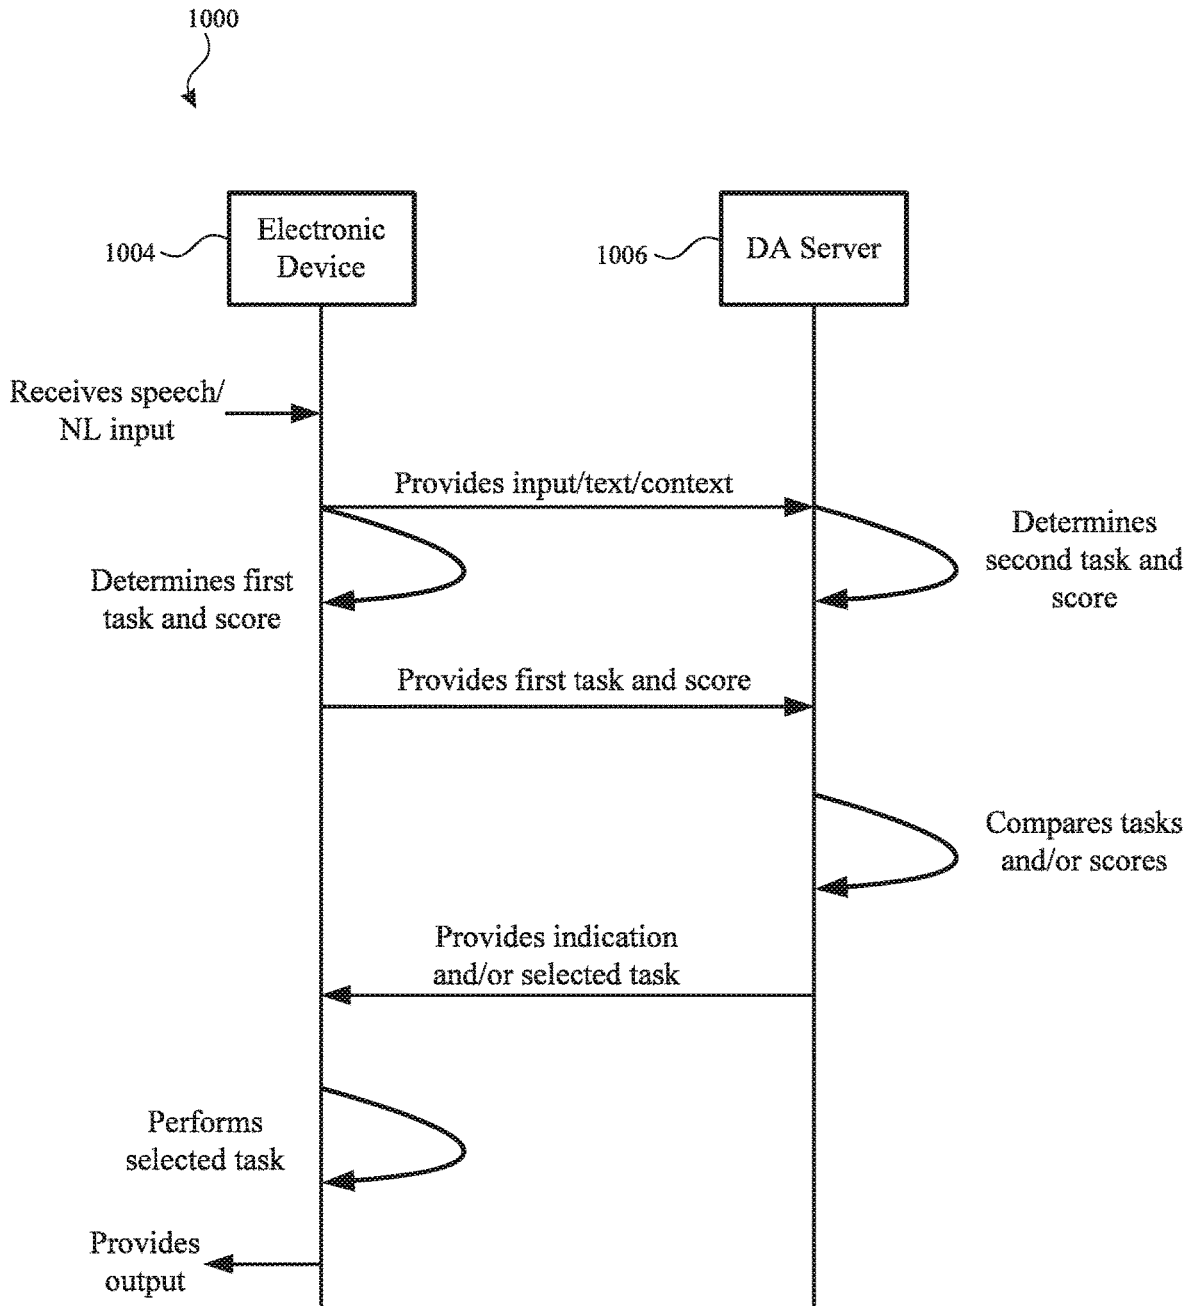 1000
Electronic
Device
1004
DA Server
1006
Receives speech/
NL input
Provides input/text/context
Determines first
task and score
Determines
second task and
score
Provides first task and score
Compares tasks
and/or scores
Provides indication
and/or selected task
Performs
selected task
Provides
output